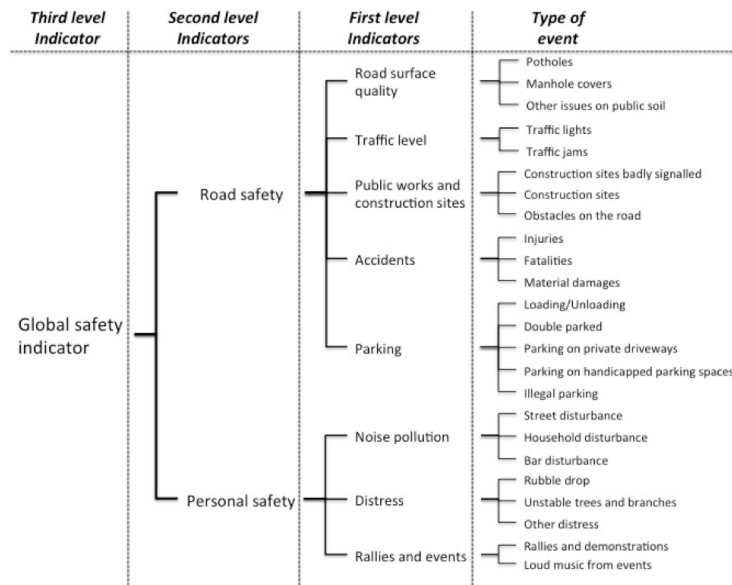 Third level
Indicator
Second level
Indicators
First level
Indicators
Type of
event
Global safety
indicator
Road safety
Road surface
quality
Potholes
Manhole covers
Other issues on public soil
Traffic level
Traffic lights
Traffic jams
Public works and
construction sites
Construction sites badly signalled
Construction sites
Obstacles on the road
Accidents
Injuries
Fatalities
Material damages
Parking
Loading/Unloading
Double parked
Parking on private driveways
Parking on handicapped parking spaces
Illegal parking
Personal safety
Noise pollution
Street disturbance
Household disturbance
Bar disturbance
Distress
Rubble drop
Unstable trees and branches
Other distress
Rallies and events
Rallies and demonstrations
Loud music from events